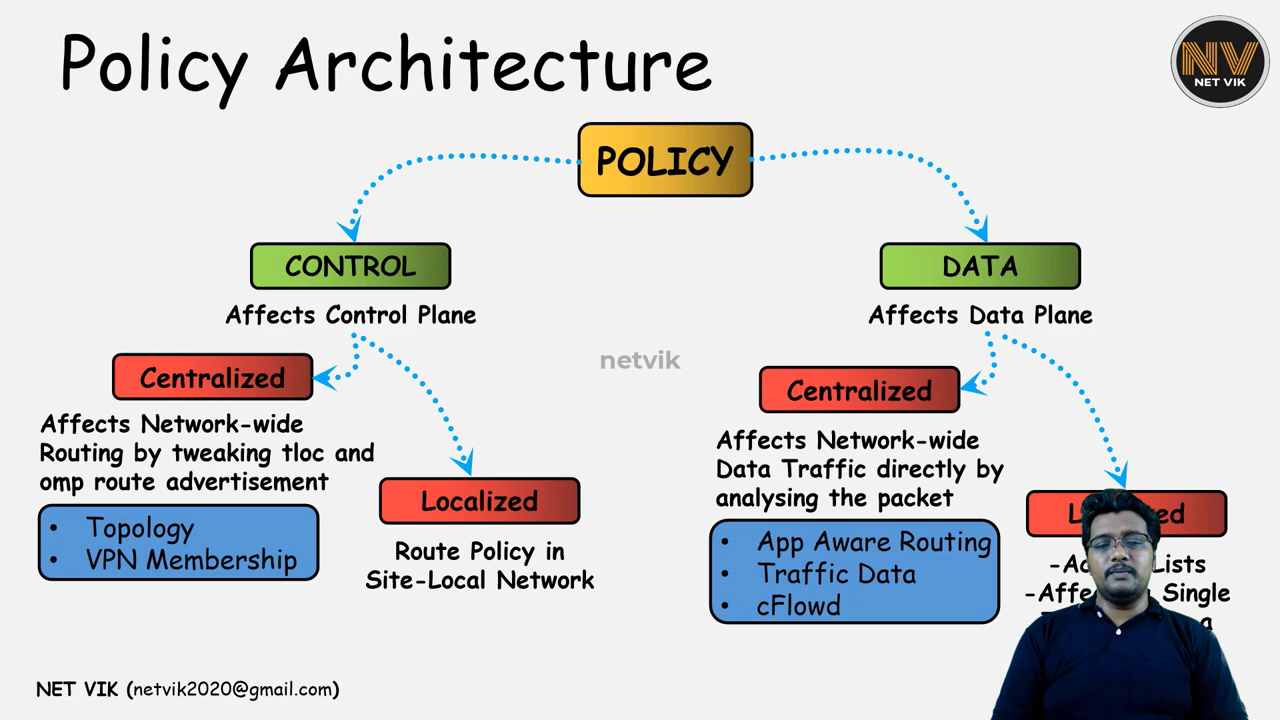 Policy Architecture
NV
NET VIK
POLICY
CONTROL
Affects Control Plane
Centralized
Affects Network-wide
Routing by tweaking tloc and
omp route advertisement
• Topology
• VPN Membership
Localized
Route Policy in
Site-Local Network
netvik
DATA
Affects Data Plane
Centralized
Affects Network-wide
Data Traffic directly by
analysing the packet
• App Aware Routing
• Traffic Data
• cFlowd
Lists
Single
NET VIK (netvik2020@gmail.com)